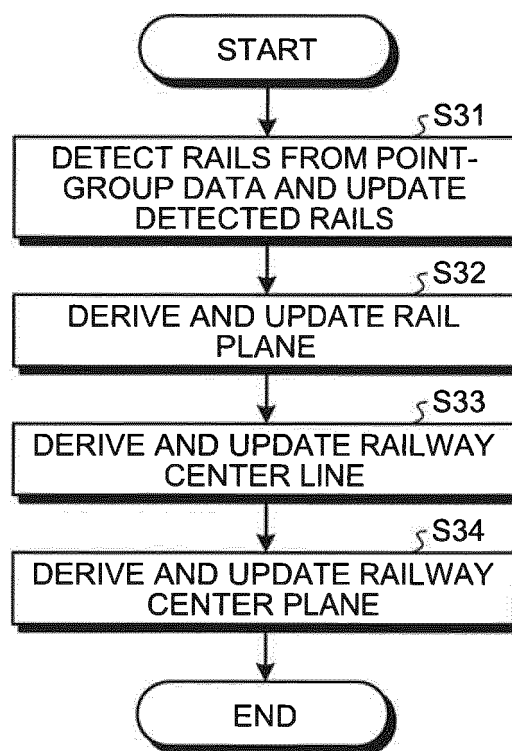 START
S31
DETECT RAILS FROM POINT-
GROUP DATA AND UPDATE
DETECTED RAILS
S32
DERIVE AND UPDATE RAIL
PLANE
S33
DERIVE AND UPDATE RAILWAY
CENTER LINE
S34
DERIVE AND UPDATE RAILWAY
CENTER PLANE
END